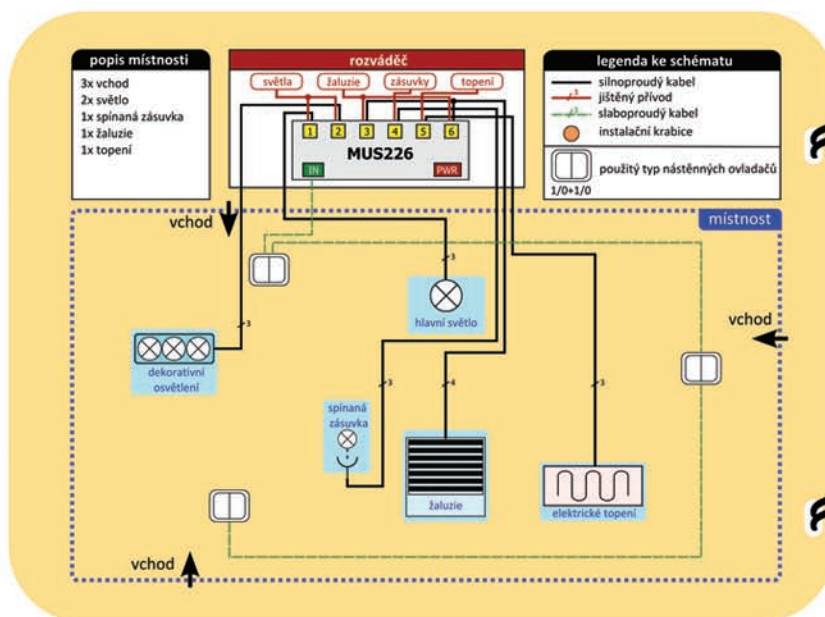 popis místnosti
3x vchod
2x světlo
1x spínaná zásuvka
1x žaluzie
1x topení
rozváděč
světla žaluzie zásuvky topení
1 2 3 4 5 6
MUS226
IN PWR
legenda ke schématu
silnoproudý kabel
3 jištěný přívod
slaboproudý kabel
instalační krabice
použitý typ nástěnných ovladačů
1/0+1/0
místnost
vchod
3
hlavní světlo
vchod
3
dekorativní
osvětlení
3
4
3
spínaná
zásuvka
žaluzie
elektrické topení
vchod